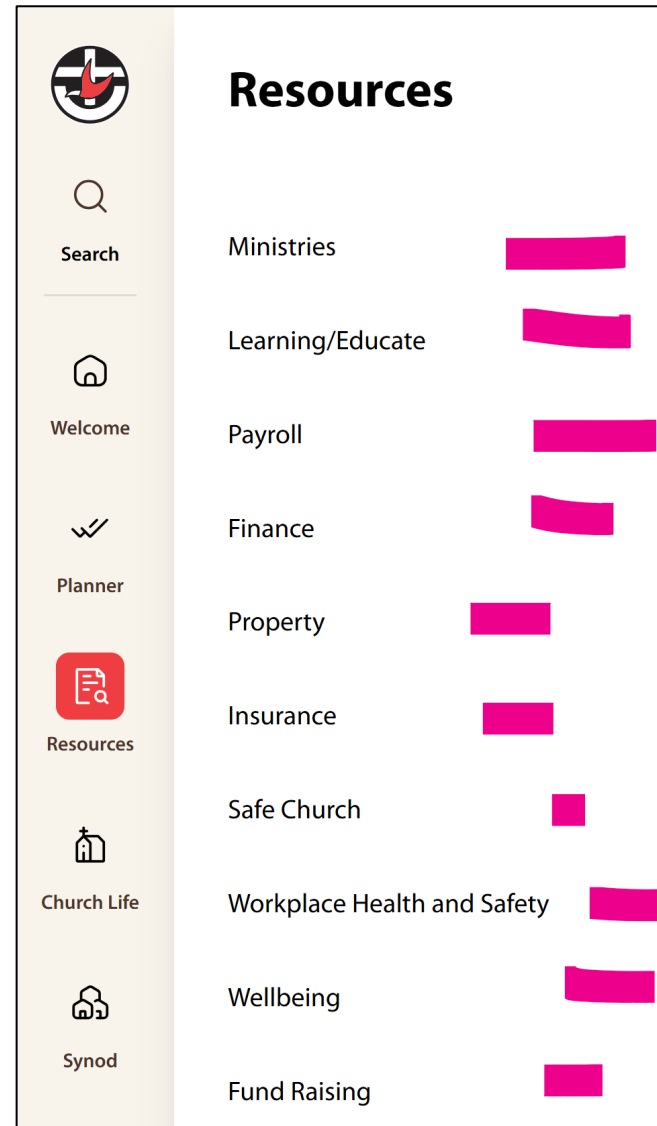 Resources
Search
Ministries
Learning/Educate
Welcome
Payroll
Finance
Planner
Property
Resources
Insurance
Safe Church
Church Life
Workplace Health and Safety
Wellbeing
Synod
Fund Raising